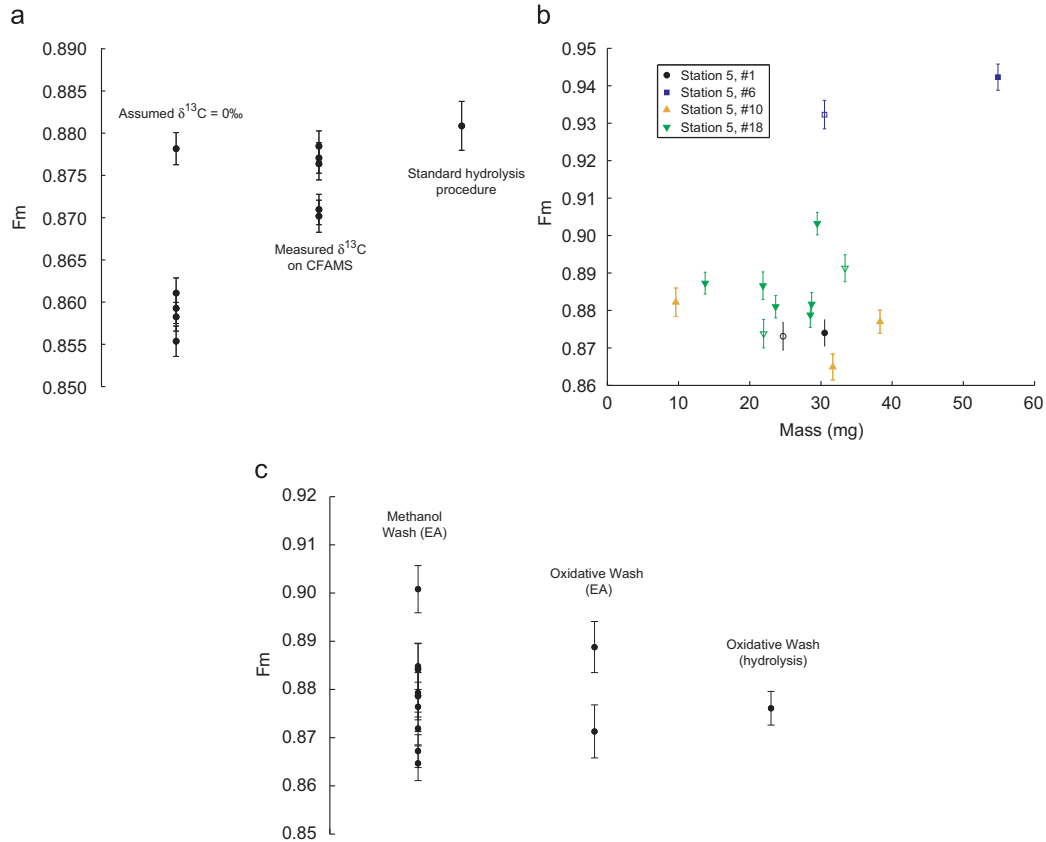 a
0.890
0.885
0.880
0.875
0.870
0.865
0.860
0.855
0.850
Fm
Assumed δ13C = 0‰
Measured δ13C
on CFAMS
Standard hydrolysis
procedure
b
0.95
0.94
0.93
0.92
0.91
0.90
0.89
0.88
0.87
0.86
Fm
Station 5, #1
Station 5, #6
Station 5, #10
Station 5, #18
0 10 20 30 40 50 60
Mass (mg)
c
0.92
0.91
0.90
0.89
0.88
0.87
0.86
0.85
Fm
Methanol
Wash (EA)
Oxidative Wash
(EA)
Oxidative Wash
(hydrolysis)